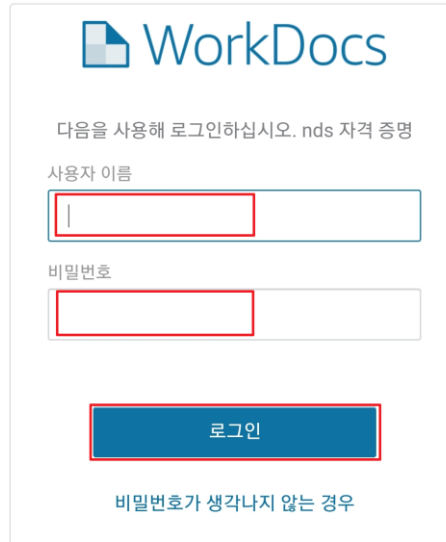 WorkDocs
다음을 사용해 로그인하십시오. nds 자격 증명
사용자 이름
비밀번호
로그인
비밀번호가 생각나지 않는 경우